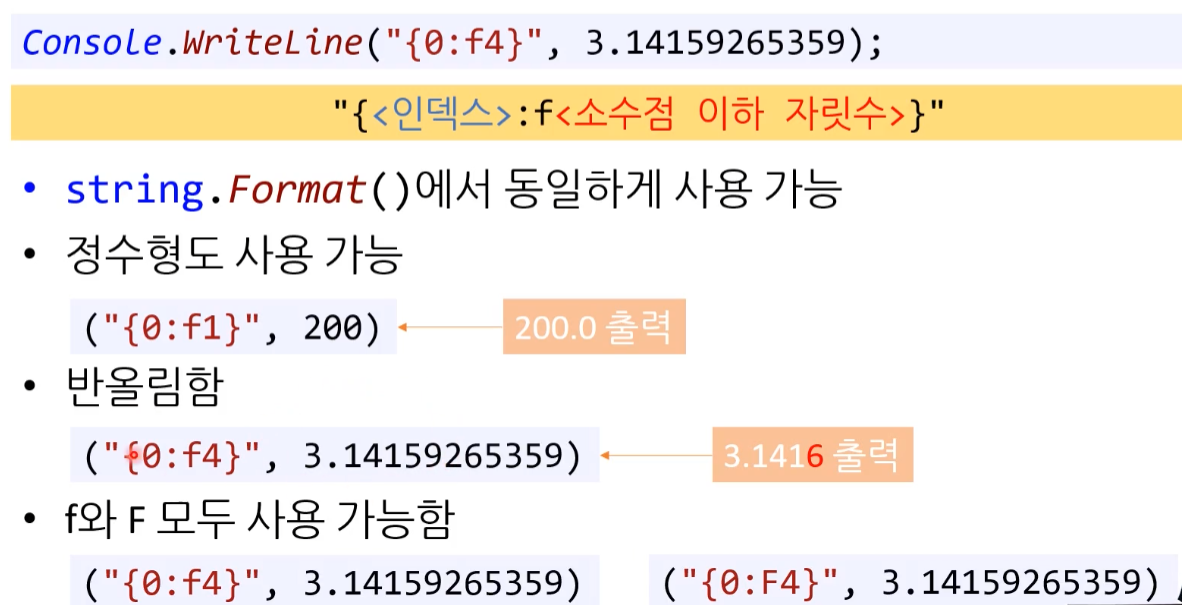 Console.WriteLine("{0:f4}", 3.14159265359);
"{<인덱스>:f<소수점 이하 자릿수>}"
• string.Format()에서 동일하게 사용 가능
• 정수형도 사용 가능
("{0:f1}", 200) 200.0 출력
• 반올림함
("{0:f4}", 3.14159265359) 3.1416 출력
• f와 F 모두 사용 가능함
("{0:f4}", 3.14159265359) ("{0:F4}", 3.14159265359)